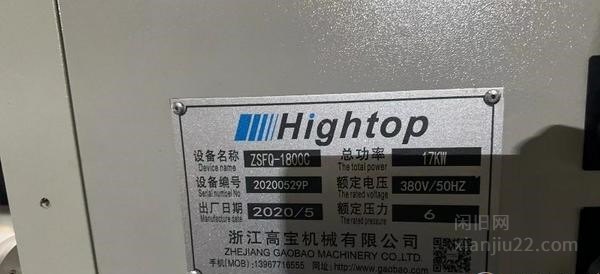 Hightop
设备名称 ZSFQ-1800C 总功率 17KW
Device name The total power
设备编号 20200529P 额定电压 380V/50HZ
Serial number No The rated voltage
出厂日期 2020/5 额定压力 6
Manufacture date The rated pressure
浙江高宝机械有限公司
ZHEJIANG GAOBAO MACHINERY CO.LTD
手机(MOB):13967716555 网址:http://www.gaobao.com
闲旧网
xianjiu22.com